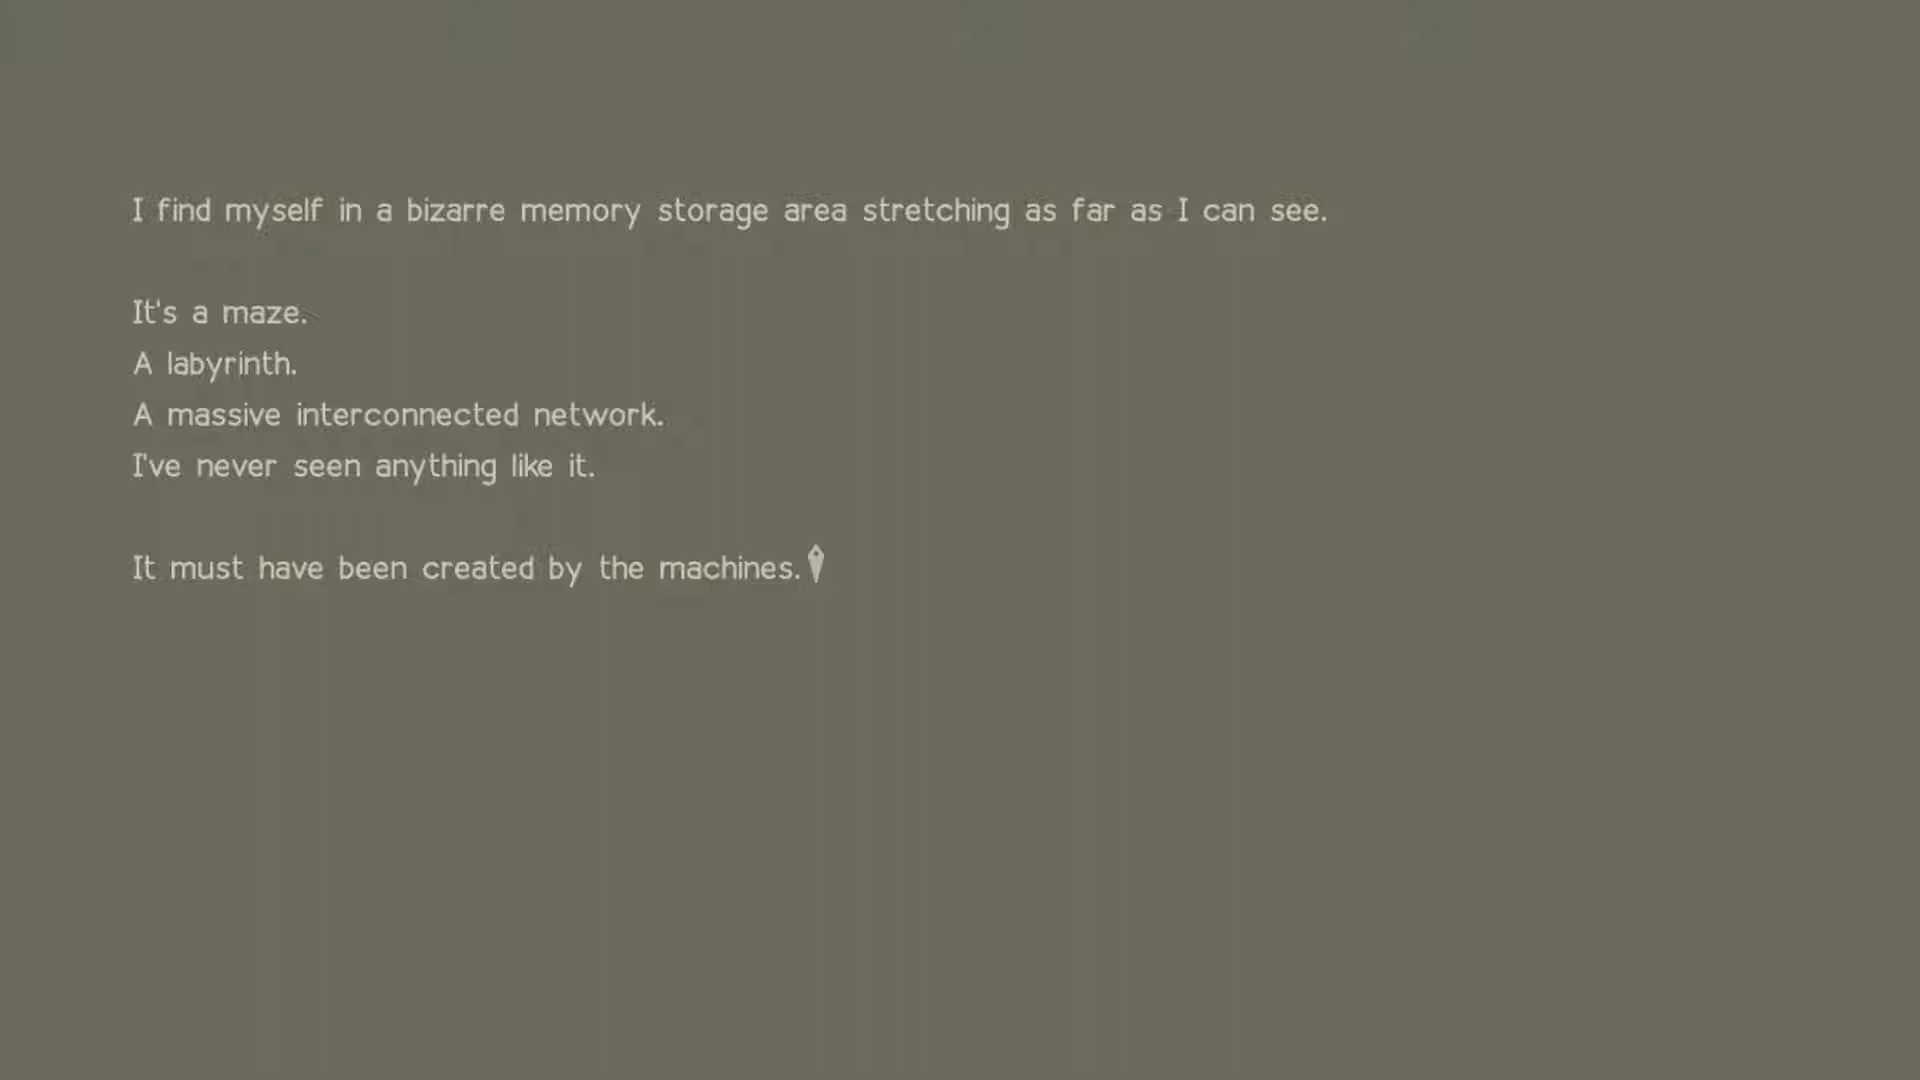 I find myself in a bizarre memory storage area stretching as far as I can see.
It's a maze.
A labyrinth.
A massive interconnected network.
I've never seen anything like it.
It must have been created by the machines.